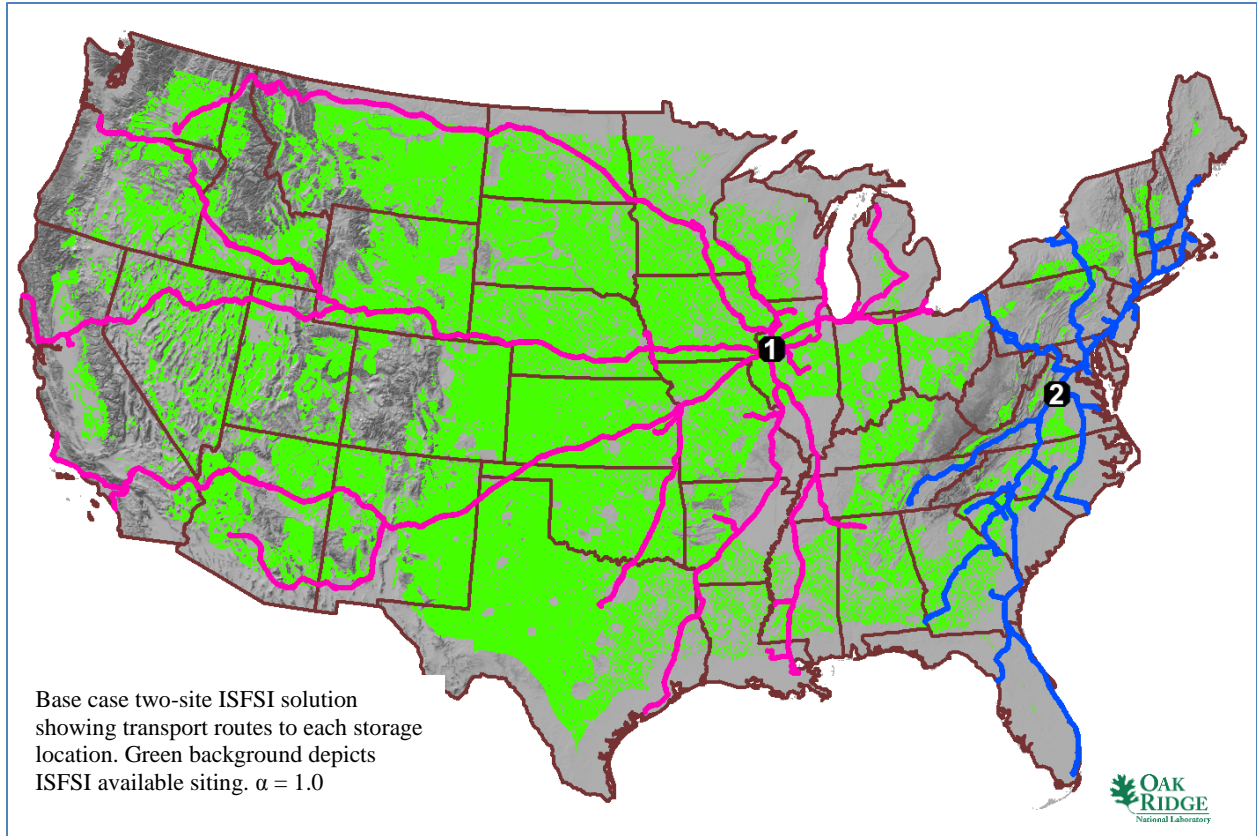 1
2
Base case two-site ISFSI solution
showing transport routes to each storage
location. Green background depicts
ISFSI available siting. α = 1.0
OAK
RIDGE
National Laboratory